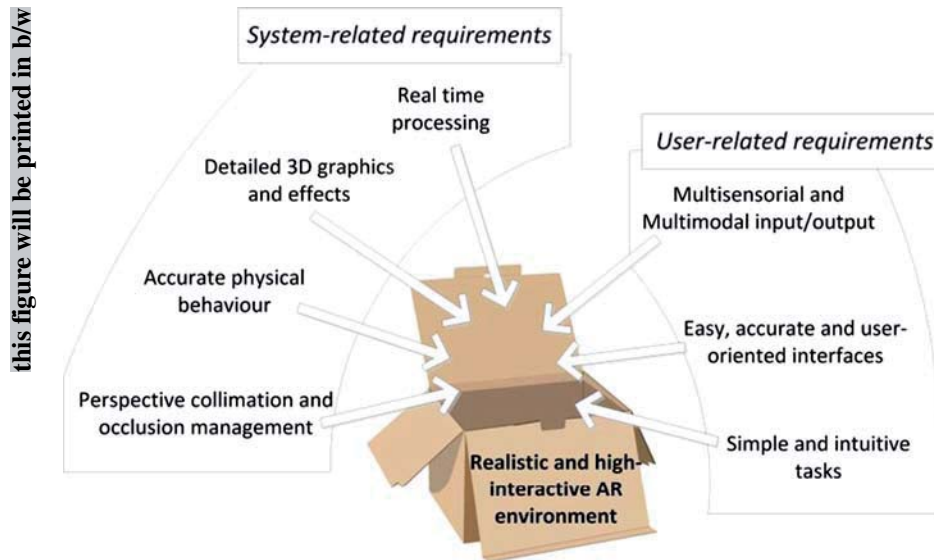 this figure will be printed in b/w
System-related requirements
Real time
processing
Detailed 3D graphics
and effects
Accurate physical
behaviour
Perspective collimation and
occlusion management
User-related requirements
Multisensorial and
Multimodal input/output
Easy, accurate and user-
oriented interfaces
Simple and intuitive
tasks
Realistic and high-
interactive AR
environment